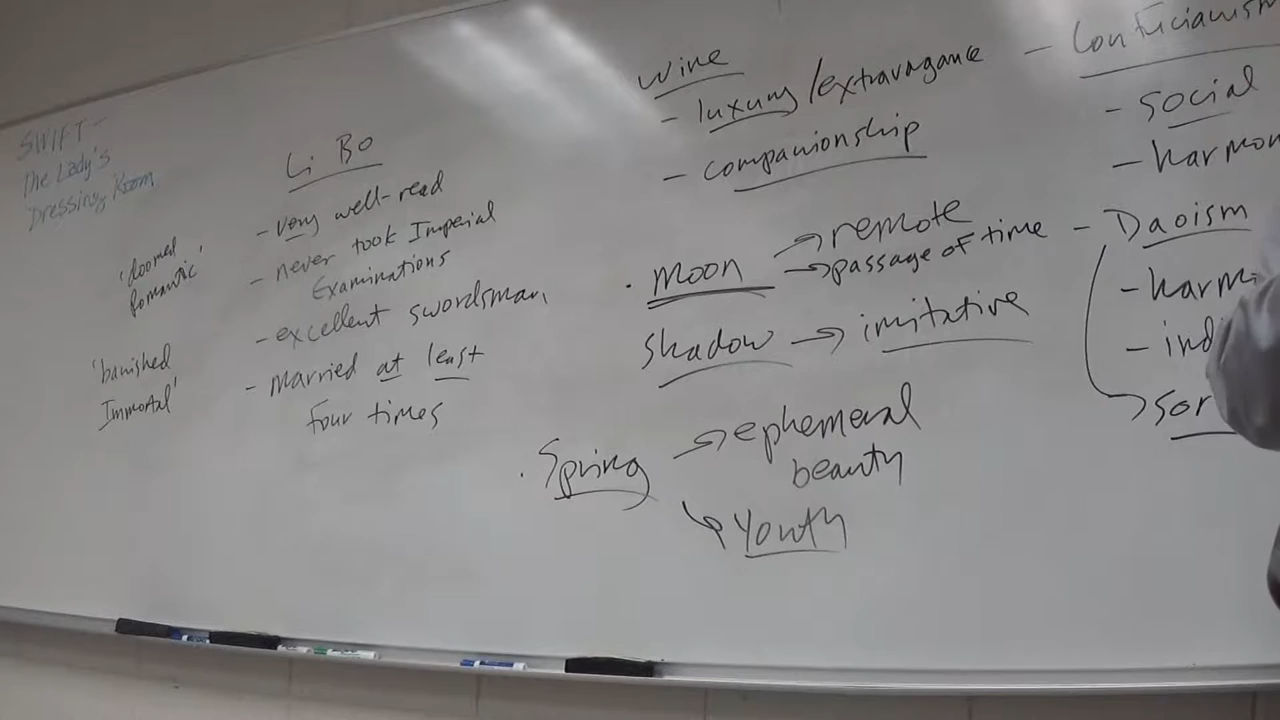 SWIFT -
The Lady's
Dressing Room
'doomed
Romantic'
'banished
Immortal'
Li Bo
- very well-read
- never took Imperial
Examinations
- excellent swordsman
- married at least
four times
wine
- luxury/extravagance
- companionship
moon → remote
→ passage of time
shadow → imitative
Spring → ephemeral
beauty
↳ Youth
- Confucianism
- social
- harmon
- Daoism
- harm
- ind